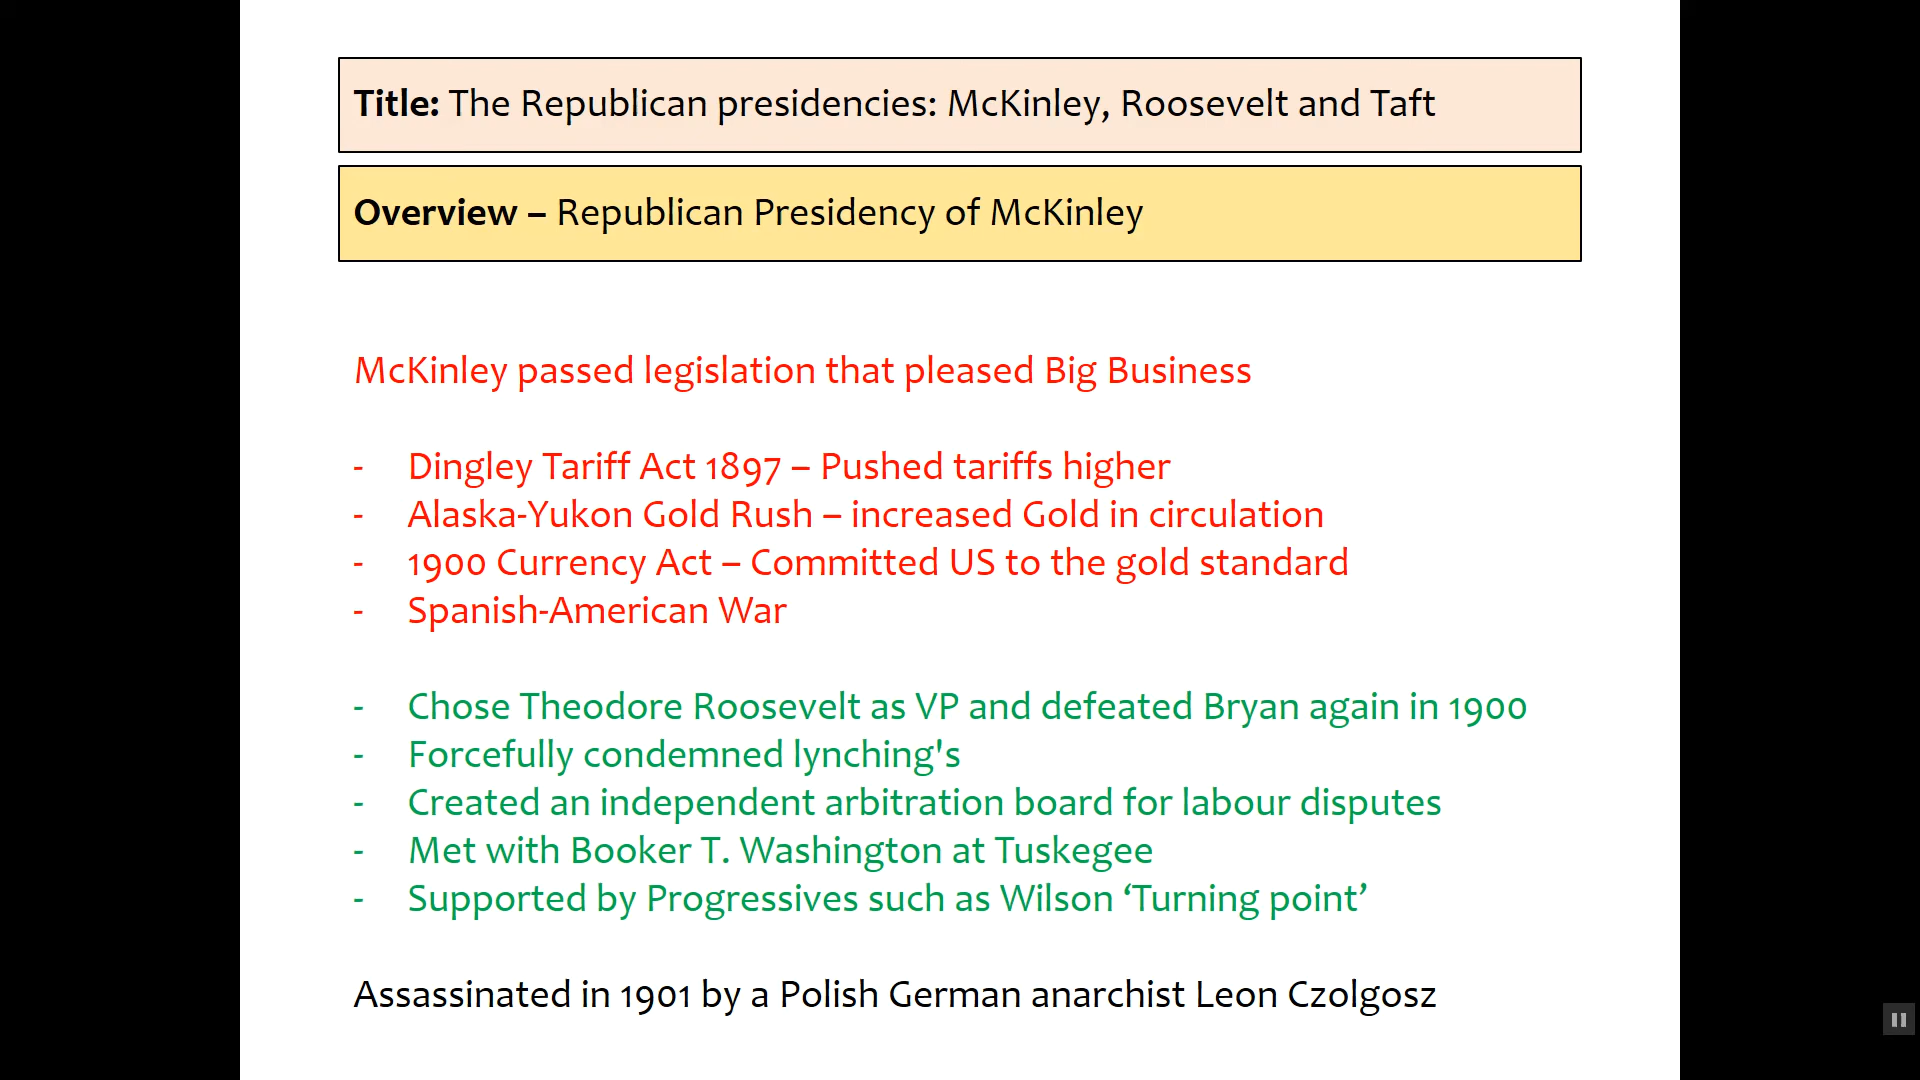 Title: The Republican presidencies: McKinley, Roosevelt and Taft
Overview – Republican Presidency of McKinley
McKinley passed legislation that pleased Big Business
- Dingley Tariff Act 1897 – Pushed tariffs higher
- Alaska-Yukon Gold Rush – increased Gold in circulation
- 1900 Currency Act – Committed US to the gold standard
- Spanish-American War
- Chose Theodore Roosevelt as VP and defeated Bryan again in 1900
- Forcefully condemned lynching's
- Created an independent arbitration board for labour disputes
- Met with Booker T. Washington at Tuskegee
- Supported by Progressives such as Wilson ‘Turning point’
Assassinated in 1901 by a Polish German anarchist Leon Czolgosz